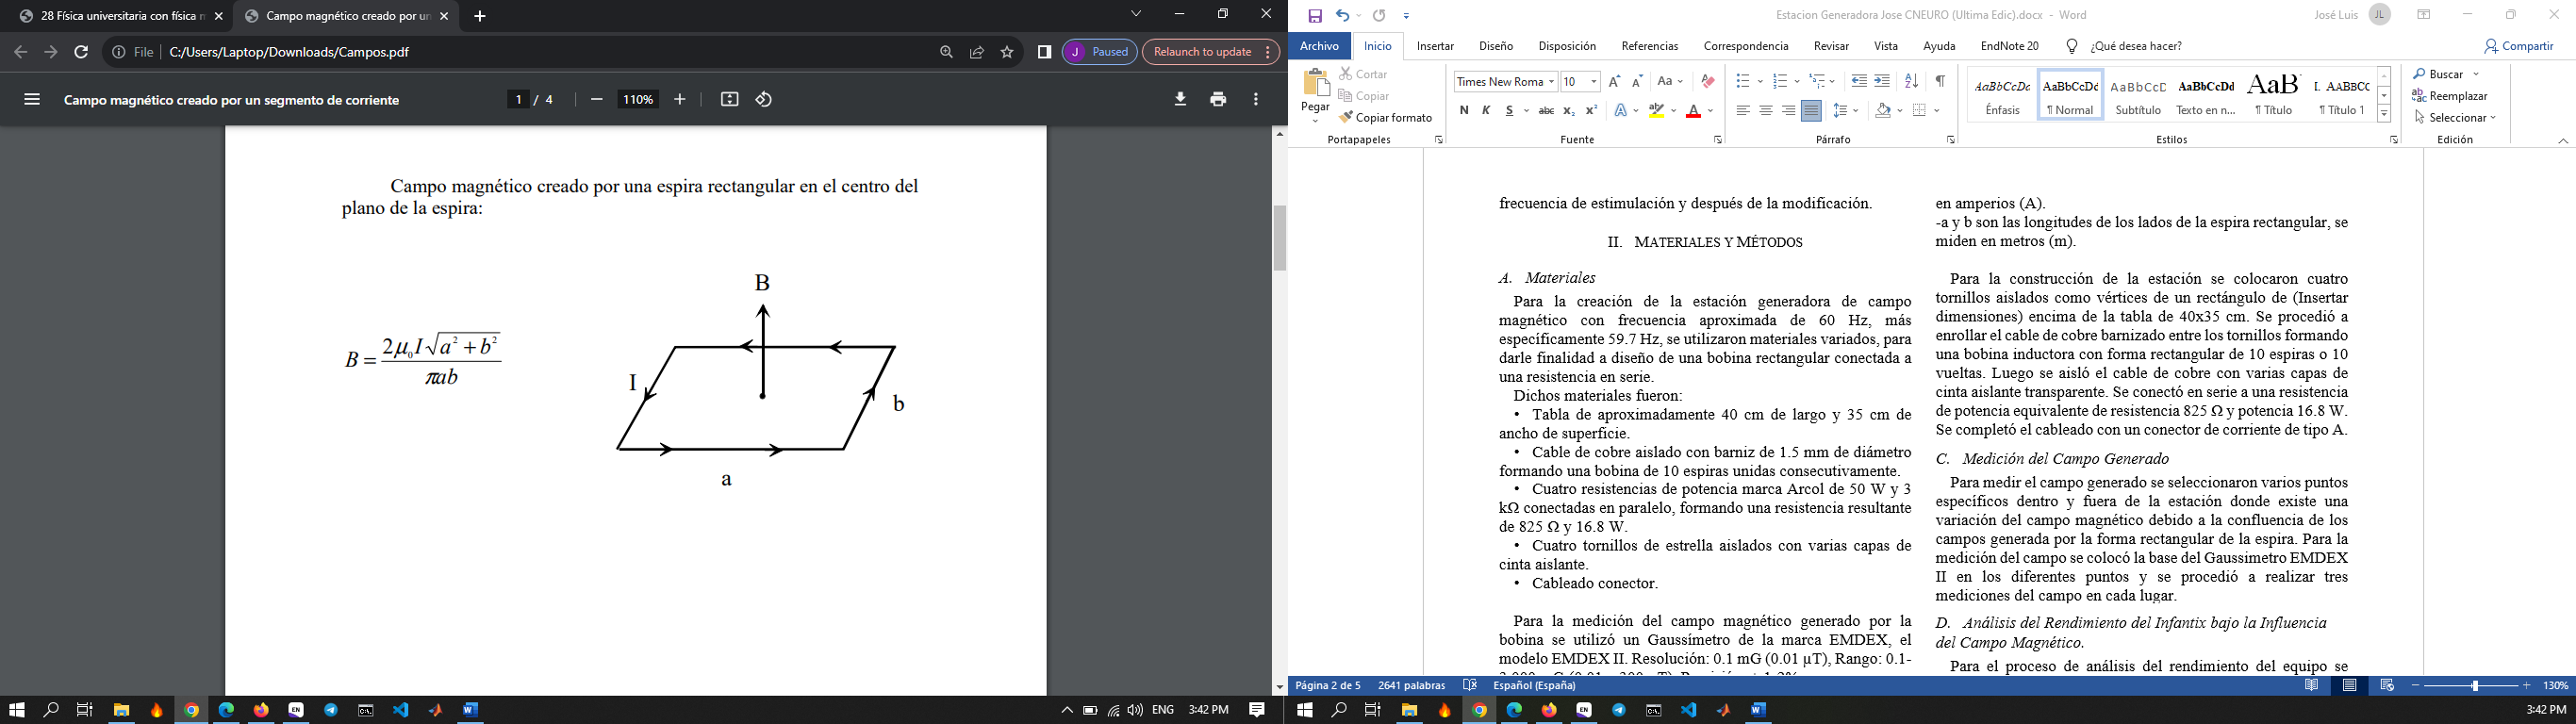 28 Física universitaria con física m
Campo magnético creado por un
File
C:/Users/Laptop/Downloads/Campos.pdf
J
Paused
Relaunch to update
Campo magnético creado por un segmento de corriente
1 / 4
110%
Campo magnético creado por una espira rectangular en el centro del
plano de la espira:
B
B = 2μ₀I√(a² + b²) / πab
I
b
a
ENG
3:42 PM
Estacion Generadora Jose CNEURO (Ultima Edic).docx - Word
José Luis
JL
Archivo
Inicio
Insertar
Diseño
Disposición
Referencias
Correspondencia
Revisar
Vista
Ayuda
EndNote 20
¿Qué desea hacer?
Compartir
Pegar
Cortar
Copiar
Copiar formato
Portapapeles
Times New Roma
10
Aa
N K S abc x₂ x²
Fuente
Párrafo
AaBbCcDc
Énfasis
AaBbCcDd
¶ Normal
AaBbCcD
Subtítulo
AaBbCcDd
Texto en n...
AaB
¶ Título
I. AABBCC
¶ Título 1
Estilos
Buscar
Reemplazar
Seleccionar
Edición
frecuencia de estimulación y después de la modificación.
II. MATERIALES Y MÉTODOS
A. Materiales
Para la creación de la estación generadora de campo
magnético con frecuencia aproximada de 60 Hz, más
específicamente 59.7 Hz, se utilizaron materiales variados, para
darle finalidad a diseño de una bobina rectangular conectada a
una resistencia en serie.
Dichos materiales fueron:
• Tabla de aproximadamente 40 cm de largo y 35 cm de
ancho de superficie.
• Cable de cobre aislado con barniz de 1.5 mm de diámetro
formando una bobina de 10 espiras unidas consecutivamente.
• Cuatro resistencias de potencia marca Arcol de 50 W y 3
kΩ conectadas en paralelo, formando una resistencia resultante
de 825 Ω y 16.8 W.
• Cuatro tornillos de estrella aislados con varias capas de
cinta aislante.
• Cableado conector.
Para la medición del campo magnético generado por la
bobina se utilizó un Gaussímetro de la marca EMDEX, el
modelo EMDEX II. Resolución: 0.1 mG (0.01 µT), Rango: 0.1-
en amperios (A).
-a y b son las longitudes de los lados de la espira rectangular, se
miden en metros (m).
Para la construcción de la estación se colocaron cuatro
tornillos aislados como vértices de un rectángulo de (Insertar
dimensiones) encima de la tabla de 40x35 cm. Se procedió a
enrollar el cable de cobre barnizado entre los tornillos formando
una bobina inductora con forma rectangular de 10 espiras o 10
vueltas. Luego se aisló el cable de cobre con varias capas de
cinta aislante transparente. Se conectó en serie a una resistencia
de potencia equivalente de resistencia 825 Ω y potencia 16.8 W.
Se completó el cableado con un conector de corriente de tipo A.
C. Medición del Campo Generado
Para medir el campo generado se seleccionaron varios puntos
específicos dentro y fuera de la estación donde existe una
variación del campo magnético debido a la confluencia de los
campos generada por la forma rectangular de la espira. Para la
medición del campo se colocó la base del Gaussimetro EMDEX
II en los diferentes puntos y se procedió a realizar tres
mediciones del campo en cada lugar.
D. Análisis del Rendimiento del Infantix bajo la Influencia
del Campo Magnético.
Para el proceso de análisis del rendimiento del equipo se
Página 2 de 5
2641 palabras
Español (España)
130%
3:42 PM